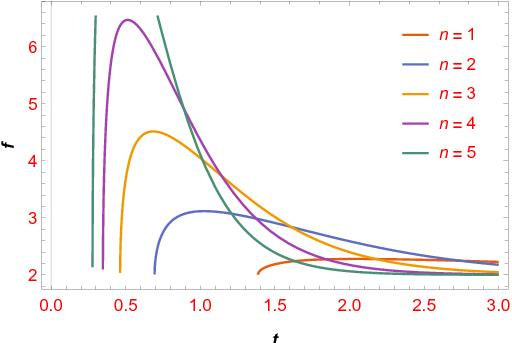 f
6
5
4
3
2
n = 1
n = 2
n = 3
n = 4
n = 5
0.0 0.5 1.0 1.5 2.0 2.5 3.0
t